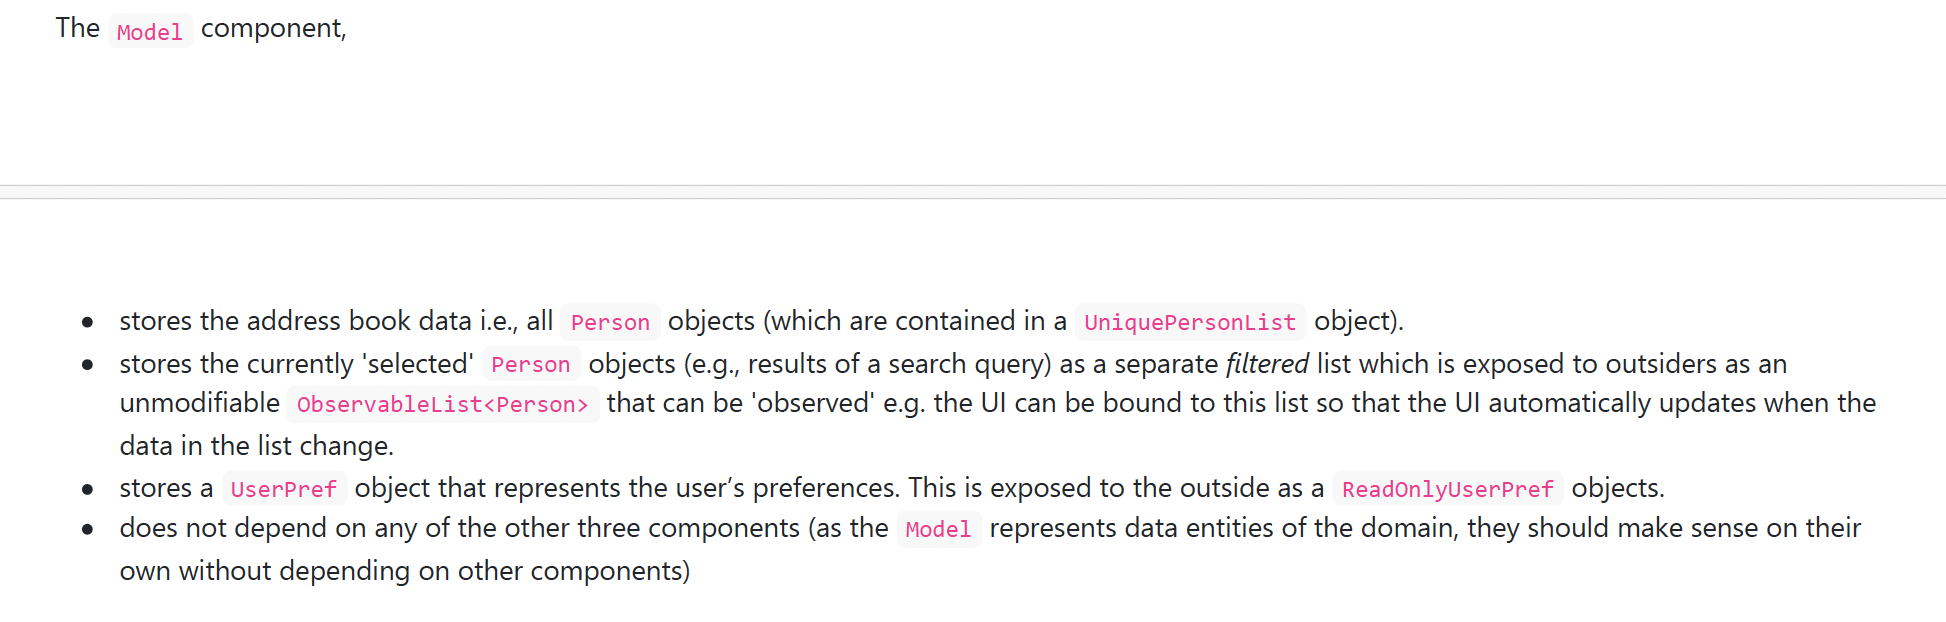 The Model component,
stores the address book data i.e., all Person objects (which are contained in a UniquePersonList object).
stores the currently 'selected' Person objects (e.g., results of a search query) as a separate filtered list which is exposed to outsiders as an
unmodifiable ObservableList<Person> that can be 'observed' e.g. the UI can be bound to this list so that the UI automatically updates when the
data in the list change.
stores a UserPref object that represents the user’s preferences. This is exposed to the outside as a ReadOnlyUserPref objects.
does not depend on any of the other three components (as the Model represents data entities of the domain, they should make sense on their
own without depending on other components)